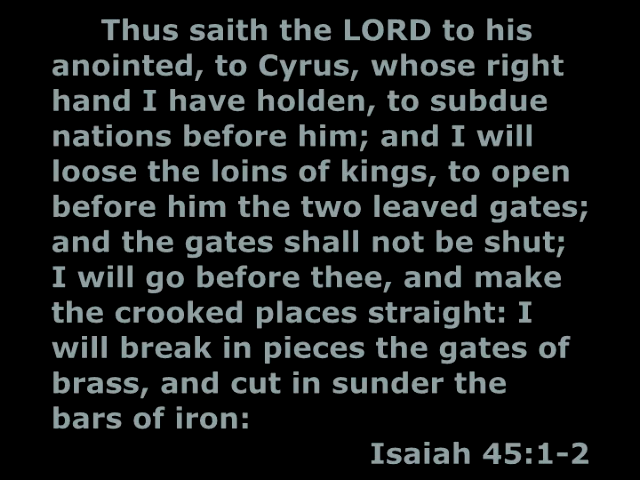 Thus saith the LORD to his
anointed, to Cyrus, whose right
hand I have holden, to subdue
nations before him; and I will
loose the loins of kings, to open
before him the two leaved gates;
and the gates shall not be shut;
I will go before thee, and make
the crooked places straight: I
will break in pieces the gates of
brass, and cut in sunder the
bars of iron:
Isaiah 45:1-2